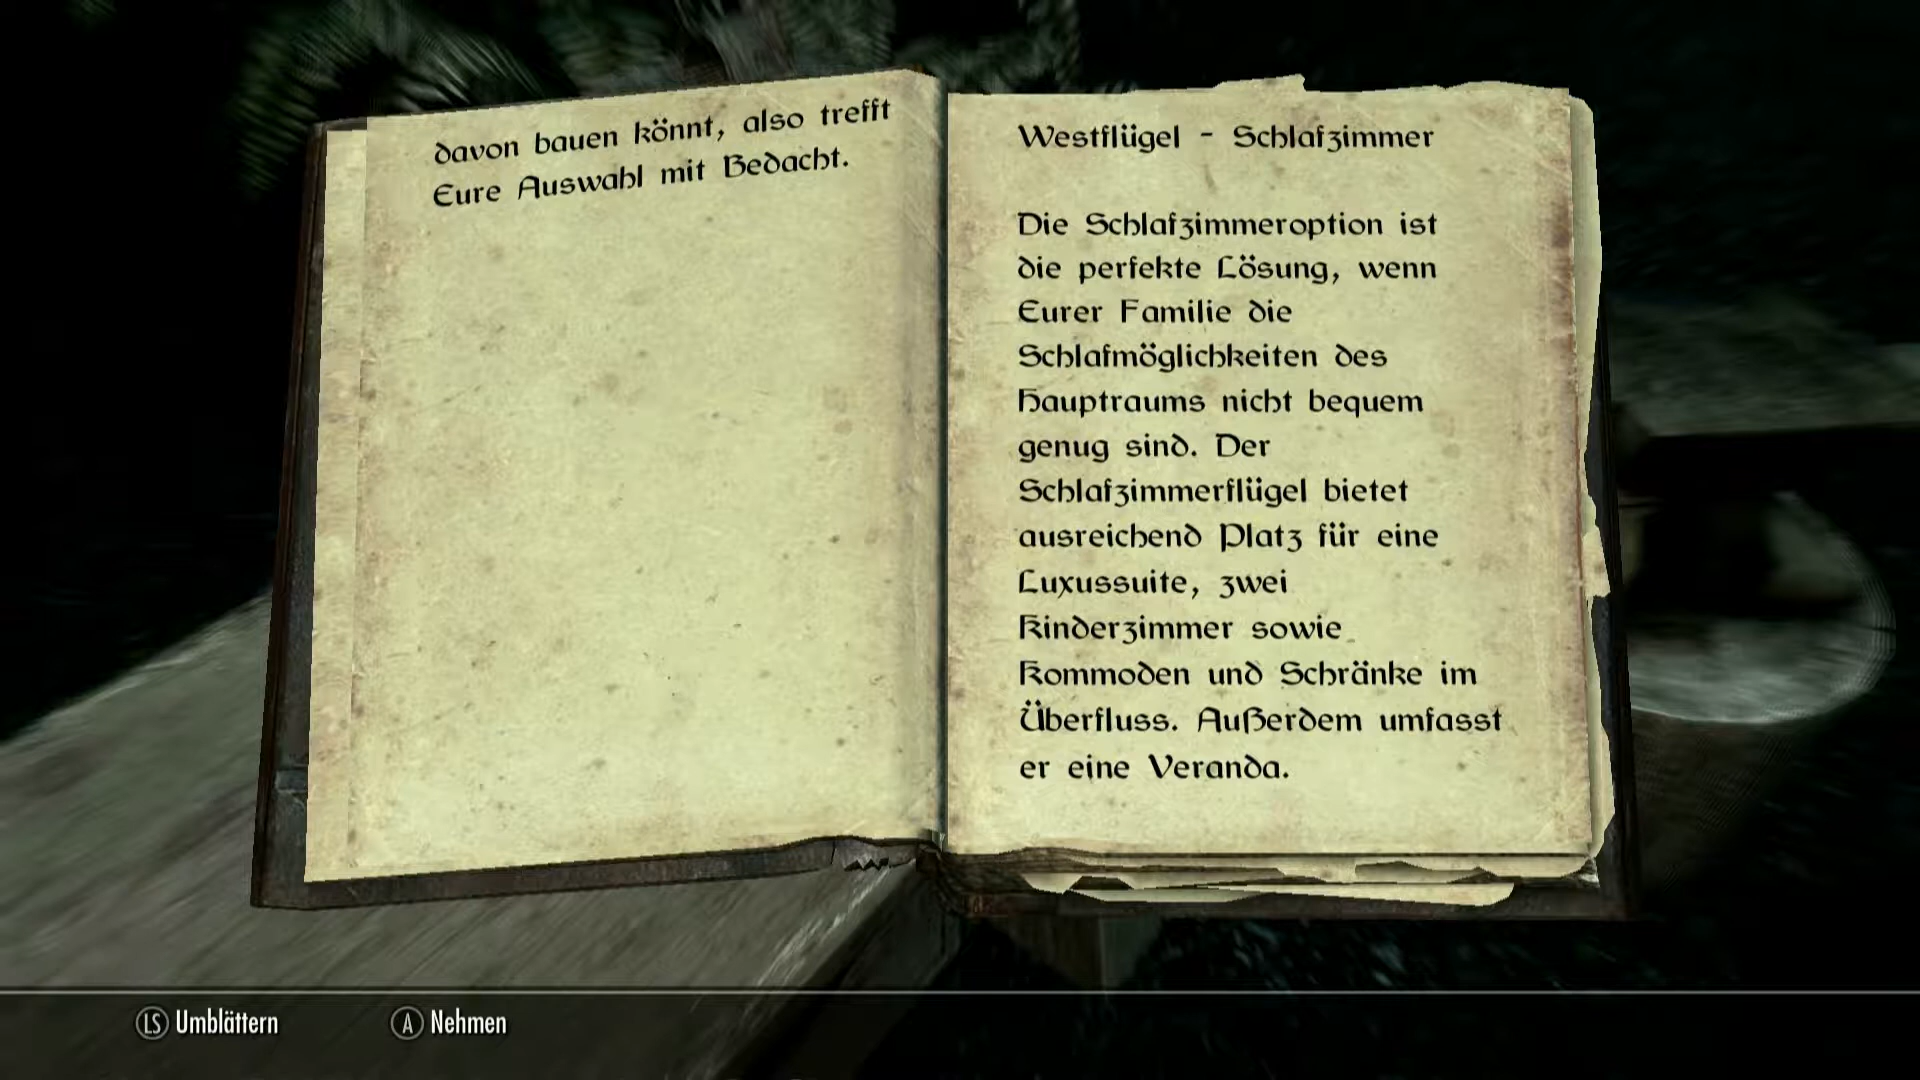 davon bauen könnt, also trefft
Eure Auswahl mit Bedacht.
Westflügel - Schlafzimmer
Die Schlafzimmeroption ist
die perfekte Lösung, wenn
Eurer Familie die
Schlafmöglichkeiten des
Hauptraums nicht bequem
genug sind. Der
Schlafzimmerflügel bietet
ausreichend Platz für eine
Luxussuite, zwei
Kinderzimmer sowie
Kommoden und Schränke im
Überfluss. Außerdem umfasst
er eine Veranda.
LS Umblättern
A Nehmen